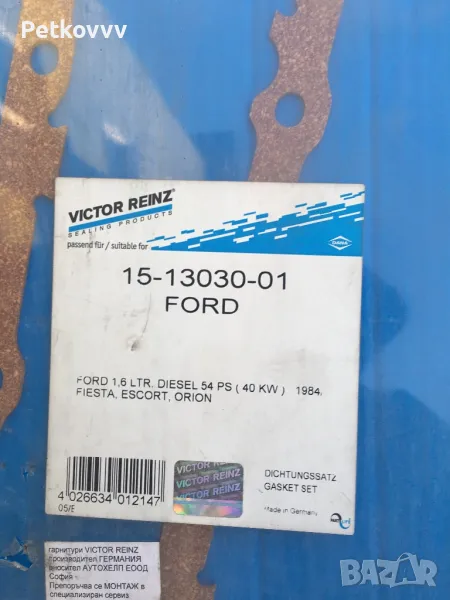 Petkovvv
VICTOR REINZ®
SEALING PRODUCTS
passend für / suitable for
DANA
15-13030-01
FORD
FORD 1,6 LTR. DIESEL 54 PS ( 40 KW ) 1984,
FIESTA, ESCORT, ORION
VICTOR REINZ
VICTOR REINZ
4 026634 012147
05/E
DICHTUNGSSATZ
GASKET SET
Made in Germany
гарнитури VICTOR REINZ
производител ГЕРМАНИЯ
вносител АУТОХЕЛП ЕООД
София -
Препоръчва се МОНТАЖ в
специализиран сервиз
BAZAR